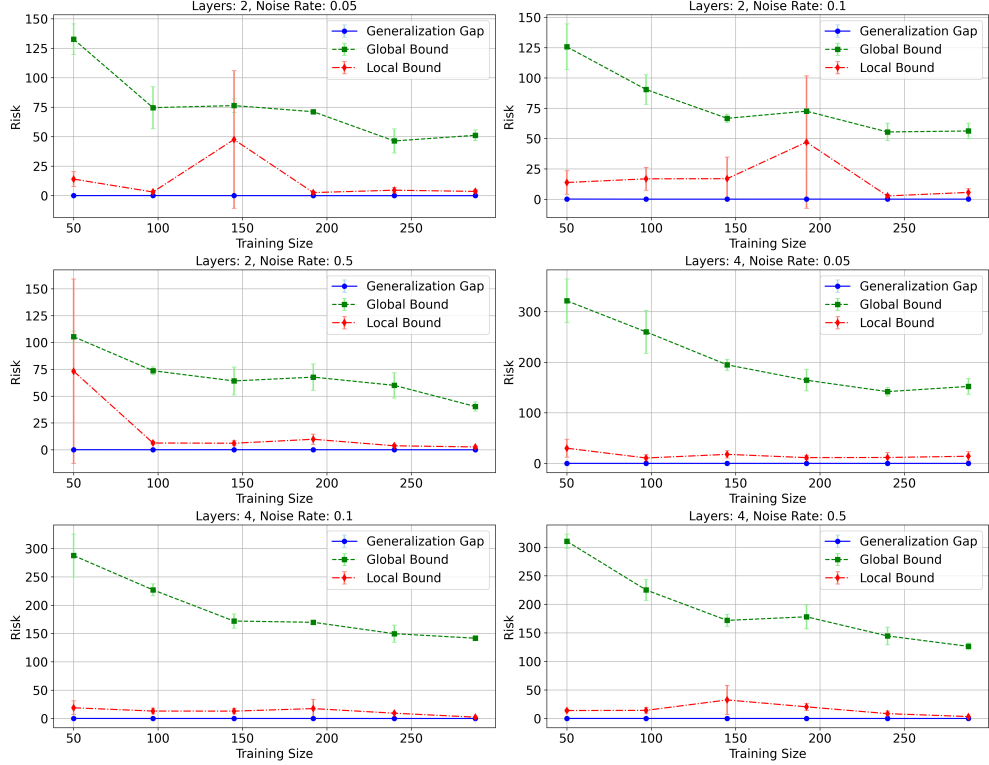 Layers: 2, Noise Rate: 0.05
150
125
100
75
50
25
0
Risk
Generalization Gap
Global Bound
Local Bound
50
100
150
200
250
Training Size
Layers: 2, Noise Rate: 0.1
150
125
100
75
50
25
0
Risk
Generalization Gap
Global Bound
Local Bound
50
100
150
200
250
Training Size
Layers: 2, Noise Rate: 0.5
150
125
100
75
50
25
0
Risk
Generalization Gap
Global Bound
Local Bound
50
100
150
200
250
Training Size
Layers: 4, Noise Rate: 0.05
300
200
100
0
Risk
Generalization Gap
Global Bound
Local Bound
50
100
150
200
250
Training Size
Layers: 4, Noise Rate: 0.1
300
250
200
150
100
50
0
Risk
Generalization Gap
Global Bound
Local Bound
50
100
150
200
250
Training Size
Layers: 4, Noise Rate: 0.5
300
250
200
150
100
50
0
Risk
Generalization Gap
Global Bound
Local Bound
50
100
150
200
250
Training Size